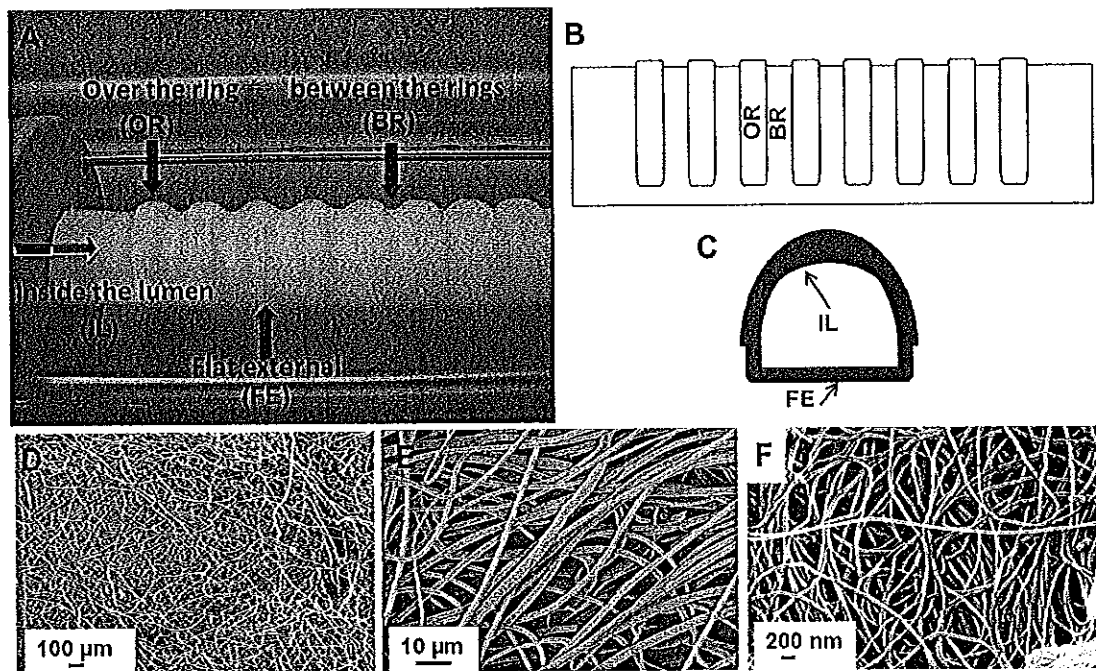 A
Over the ring
(OR)
between the rings
(BR)
Inside the lumen
(IL)
Flat external
(FE)
B
OR
BR
C
IL
FE
D
100 µm
E
10 µm
F
200 nm